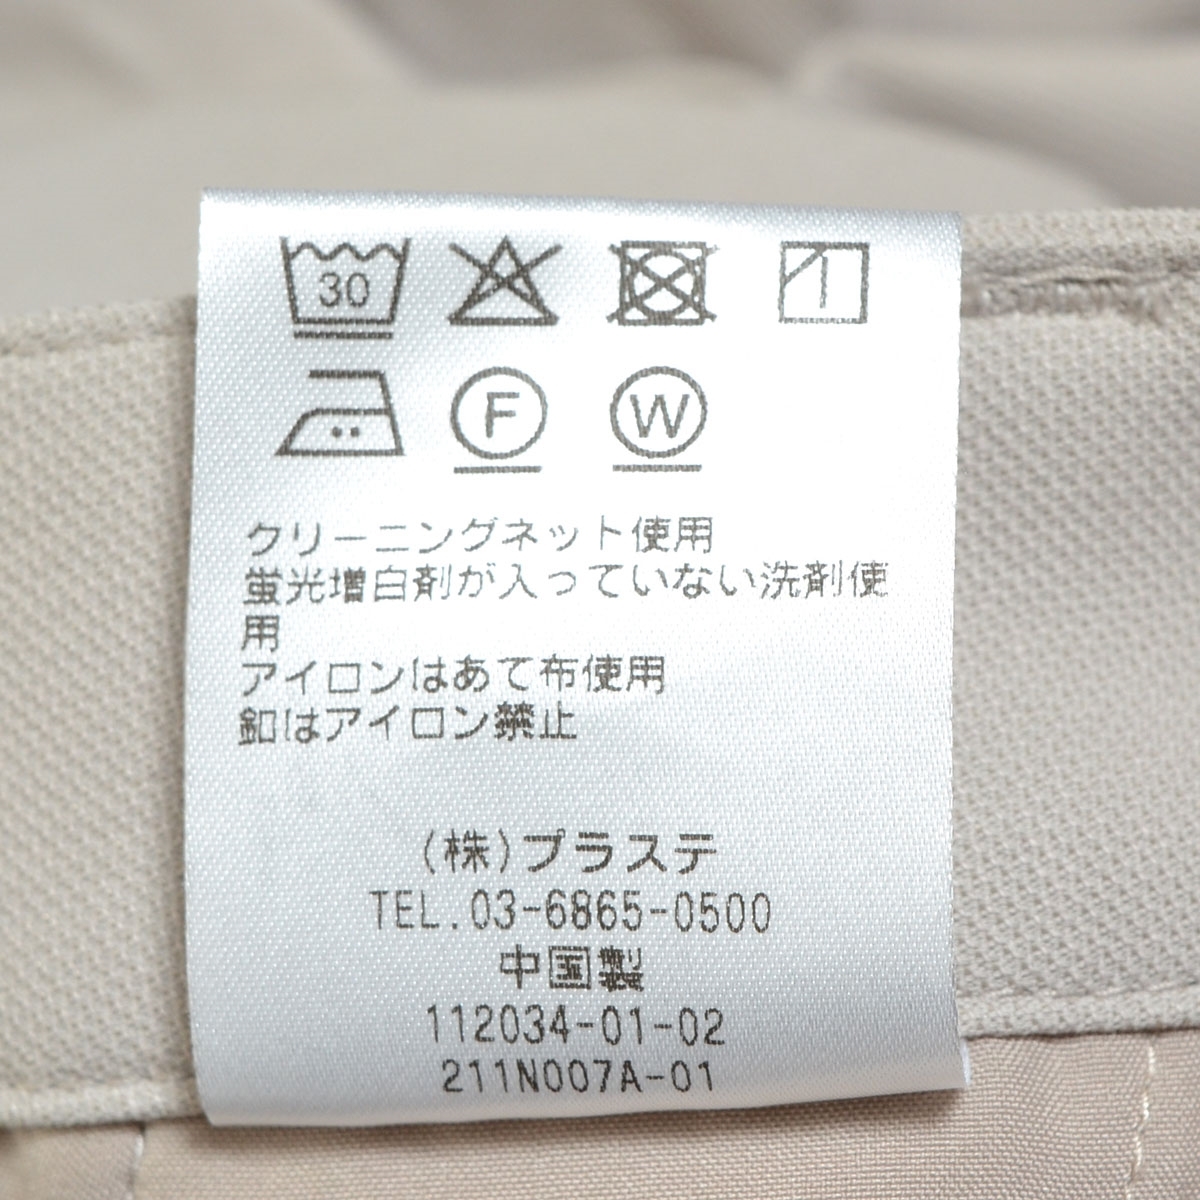 30
F W
クリーニングネット使用
蛍光増白剤が入っていない洗剤使
用
アイロンはあて布使用
釦はアイロン禁止
(株)プラステ
TEL.03-6865-0500
中国製
112034-01-02
211N007A-01